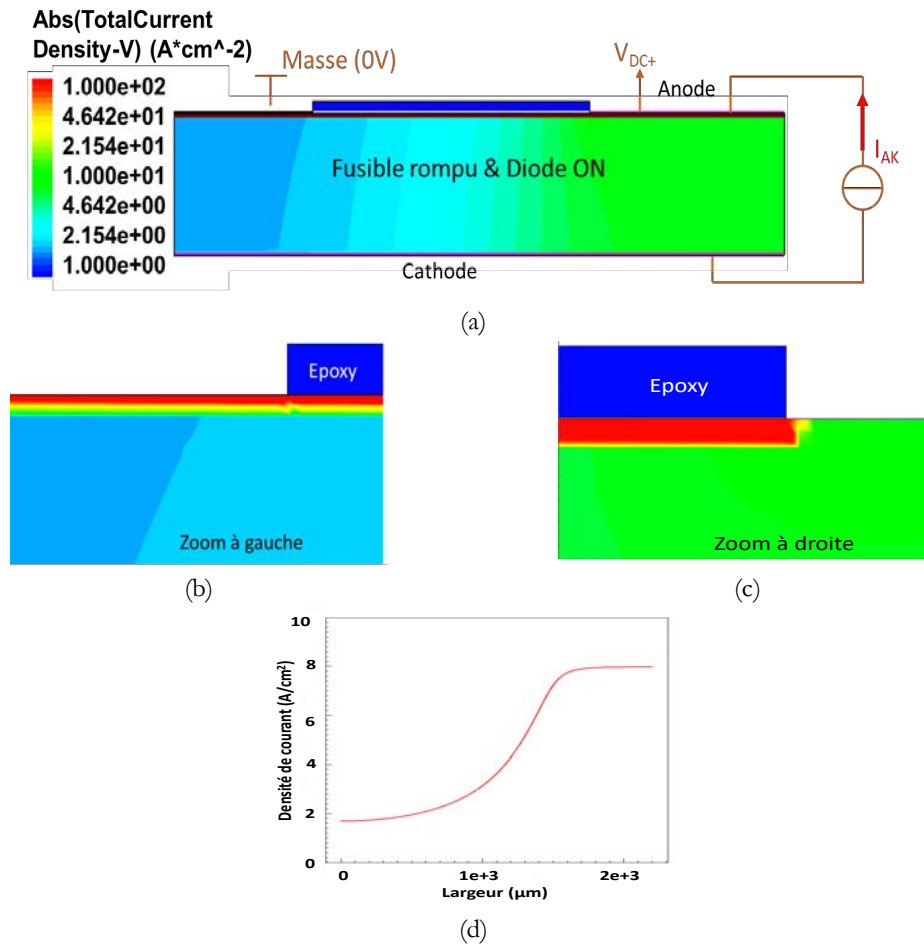 Abs(TotalCurrent
Density-V) (A*cm^-2)
1.000e+02
4.642e+01
2.154e+01
1.000e+01
4.642e+00
2.154e+00
1.000e+00
Masse (0V)
V_DC+
Anode
I_AK
Fusible rompu & Diode ON
Cathode
(a)
Epoxy
Zoom à gauche
(b)
Epoxy
Zoom à droite
(c)
Densité de courant (A/cm²)
10
8
6
4
2
0
0
1e+3
2e+3
Largeur (µm)
(d)